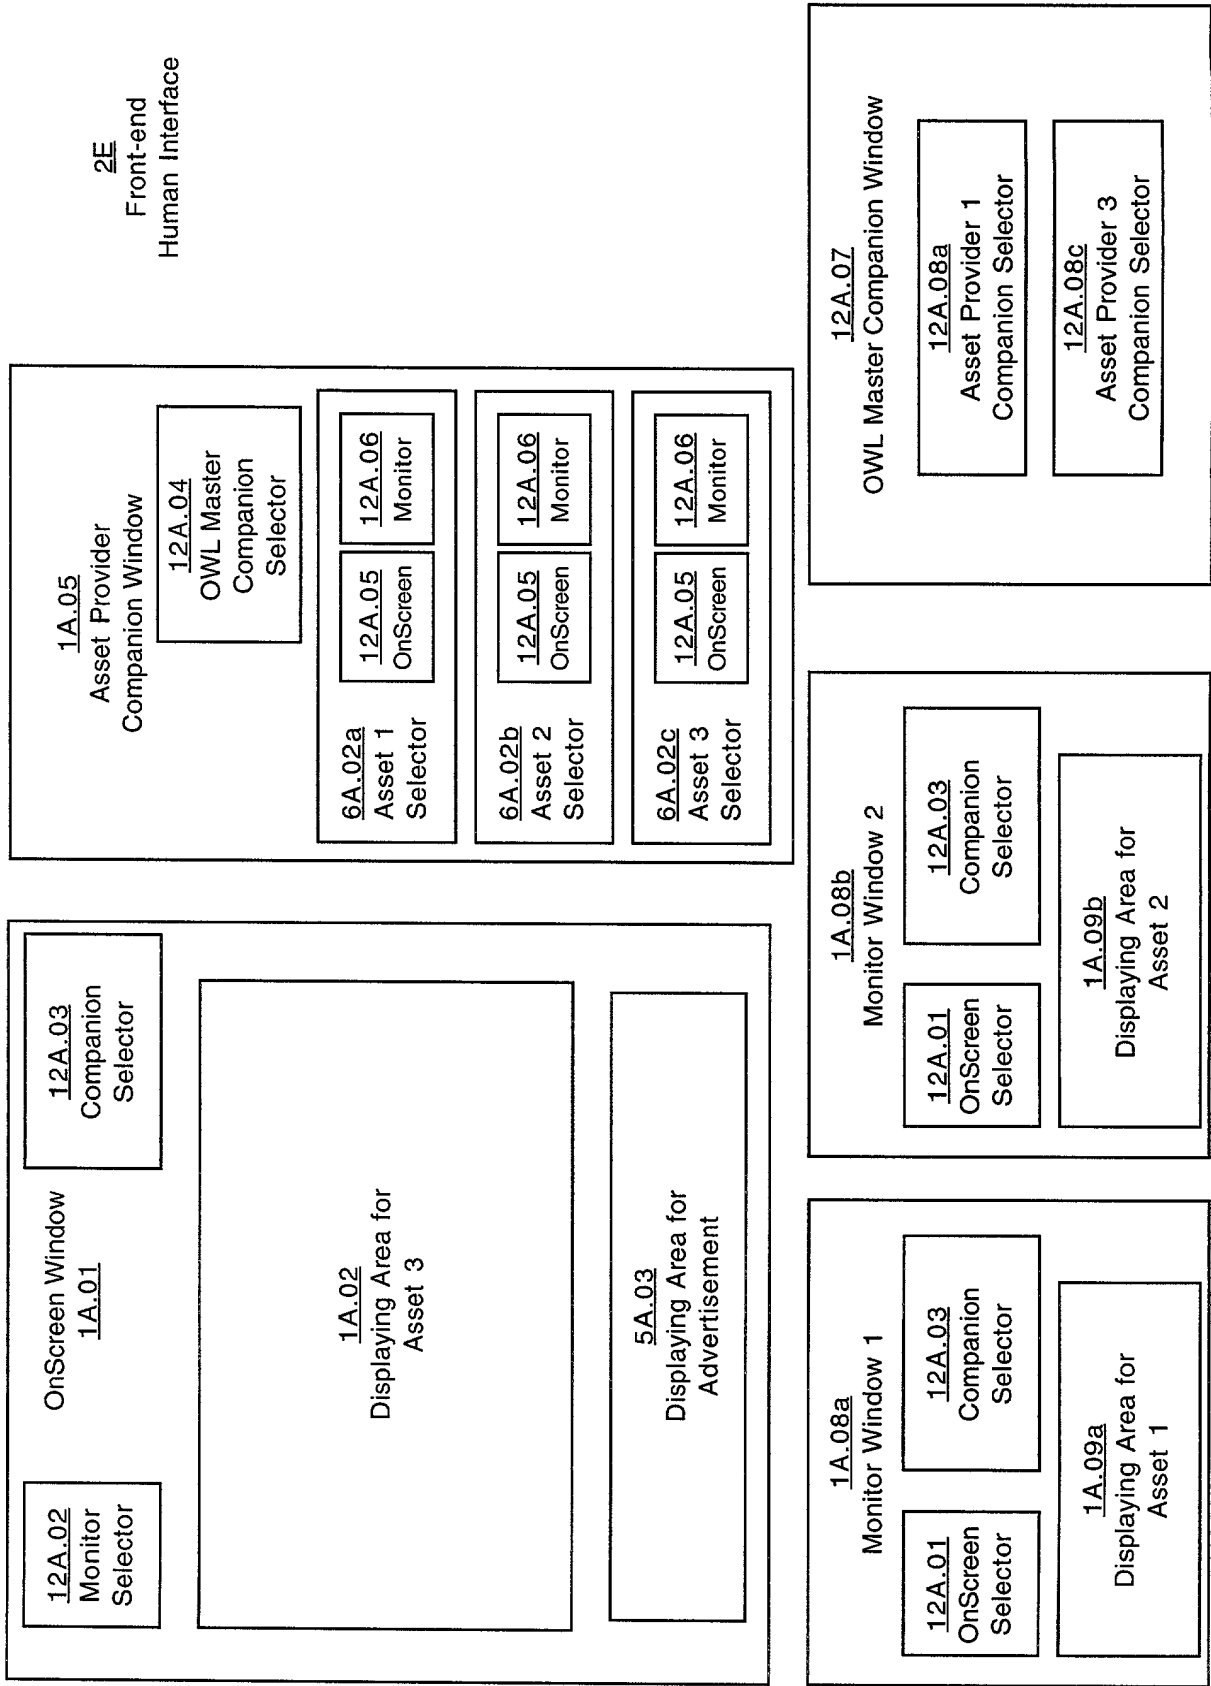 2E
Front-end
Human Interface
12A.02
Monitor
Selector
OnScreen Window
1A.01
12A.03
Companion
Selector
1A.02
Displaying Area for
Asset 3
5A.03
Displaying Area for
Advertisement
1A.05
Asset Provider
Companion Window
12A.04
OWL Master
Companion
Selector
6A.02a
Asset 1
Selector
12A.05
OnScreen
12A.06
Monitor
6A.02b
Asset 2
Selector
12A.05
OnScreen
12A.06
Monitor
6A.02c
Asset 3
Selector
12A.05
OnScreen
12A.06
Monitor
1A.08a
Monitor Window 1
12A.01
OnScreen
Selector
12A.03
Companion
Selector
1A.09a
Displaying Area for
Asset 1
1A.08b
Monitor Window 2
12A.01
OnScreen
Selector
12A.03
Companion
Selector
1A.09b
Displaying Area for
Asset 2
12A.07
OWL Master Companion Window
12A.08a
Asset Provider 1
Companion Selector
12A.08c
Asset Provider 3
Companion Selector